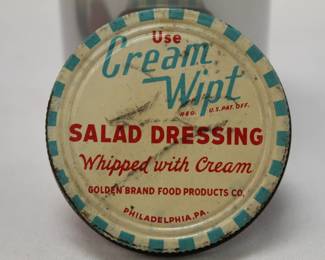 Use
Cream
Wipt
REG. U.S. PAT. OFF.
SALAD DRESSING
Whipped with Cream
GOLDEN BRAND FOOD PRODUCTS CO.
PHILADELPHIA, PA.